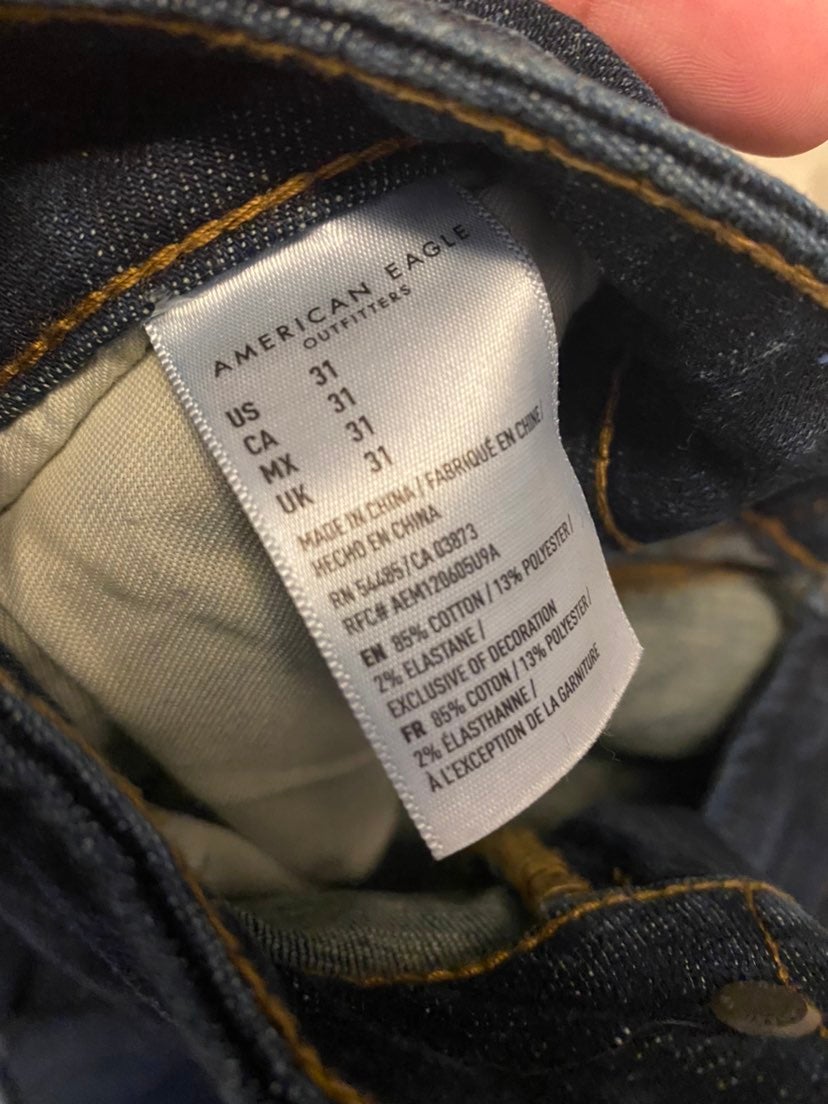 AMERICAN EAGLE
OUTFITTERS
US 31
CA 31
MX 31
UK 31
MADE IN CHINA / FABRIQUÉ EN CHINE /
HECHO EN CHINA
RN 54485 / CA 03873
RFC# AEM120605U9A
EN 85% COTTON / 13% POLYESTER /
2% ELASTANE /
EXCLUSIVE OF DECORATION
FR 85% COTON / 13% POLYESTER /
2% ÉLASTHANNE /
À L'EXCEPTION DE LA GARNITURE